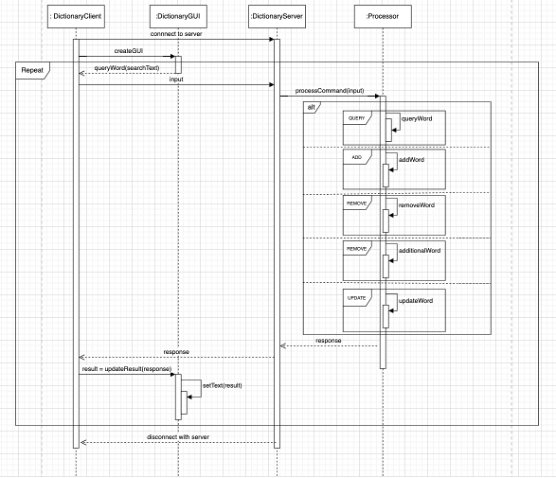 : DictionaryClient
:DictionaryGUI
:DictionaryServer
:Processor
connnect to server
createGUI
queryWord(searchText)
Repeat
input
processCommand(input)
alt
QUERY
queryWord
ADD
addWord
REMOVE
removeWord
REMOVE
additionalWord
UPDATE
updateWord
response
response
result = updateResult(response)
setText(result)
disconnect with server